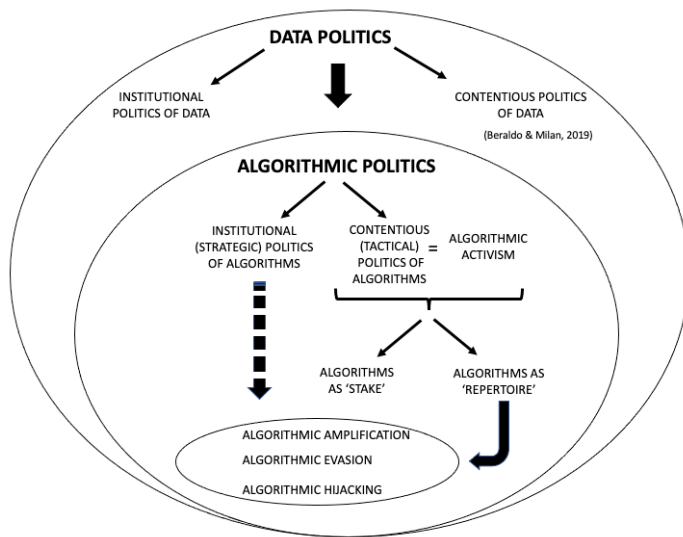 DATA POLITICS
INSTITUTIONAL
POLITICS OF DATA
CONTENTIOUS POLITICS
OF DATA
(Beraldo & Milan, 2019)
ALGORITHMIC POLITICS
INSTITUTIONAL
(STRATEGIC) POLITICS
OF ALGORITHMS
CONTENTIOUS
(TACTICAL)
POLITICS OF
ALGORITHMS
=
ALGORITHMIC
ACTIVISM
ALGORITHMS
AS ‘STAKE’
ALGORITHMS AS
‘REPERTOIRE’
ALGORITHMIC AMPLIFICATION
ALGORITHMIC EVASION
ALGORITHMIC HIJACKING